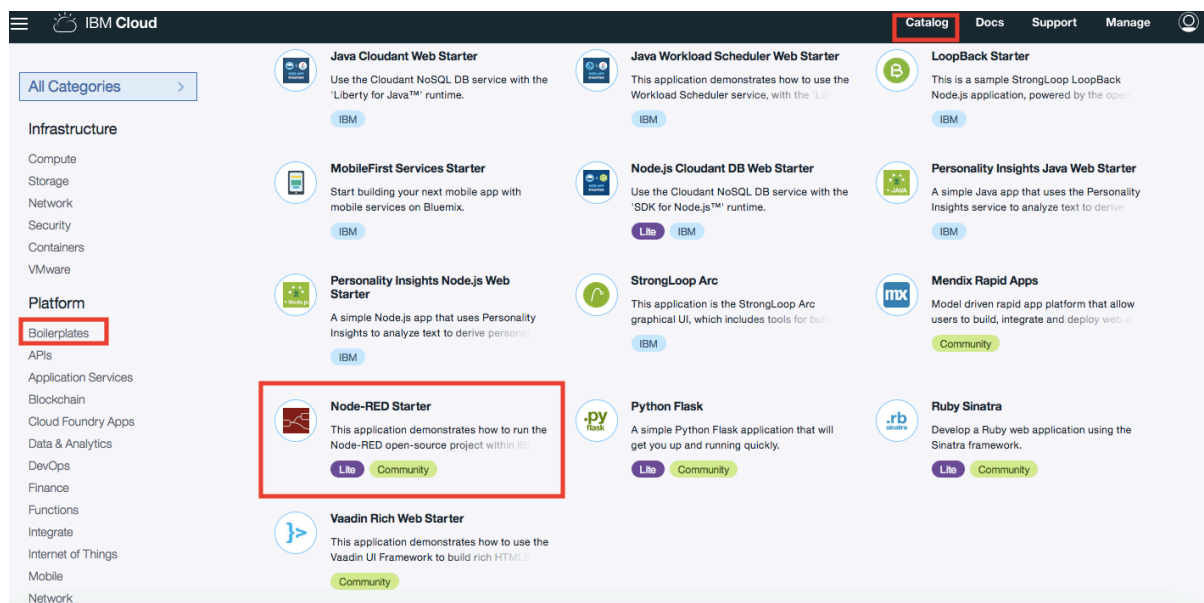 IBM Cloud
Catalog
Docs
Support
Manage
All Categories
Infrastructure
Compute
Storage
Network
Security
Containers
VMware
Platform
Boilerplates
APIs
Application Services
Blockchain
Cloud Foundry Apps
Data & Analytics
DevOps
Finance
Functions
Integrate
Internet of Things
Mobile
Network
Java Cloudant Web Starter
Use the Cloudant NoSQL DB service with the
'Liberty for Java™' runtime.
IBM
Java Workload Scheduler Web Starter
This application demonstrates how to use the
Workload Scheduler service, with the
IBM
LoopBack Starter
This is a sample StrongLoop LoopBack
Node.js application, powered by the open
IBM
MobileFirst Services Starter
Start building your next mobile app with
mobile services on Bluemix.
IBM
Node.js Cloudant DB Web Starter
Use the Cloudant NoSQL DB service with the
'SDK for Node.js™' runtime.
Lite
IBM
Personality Insights Java Web Starter
A simple Java app that uses the Personality
Insights service to analyze text to derive
+ JAVA
IBM
Personality Insights Node.js Web
Starter
A simple Node.js app that uses Personality
Insights to analyze text to derive
IBM
StrongLoop Arc
This application is the StrongLoop Arc
graphical UI, which includes tools for
IBM
mx
Mendix Rapid Apps
Model driven rapid app platform that allow
users to build, integrate and deploy web
Community
Node-RED Starter
This application demonstrates how to run the
Node-RED open-source project within
Lite
Community
.py
flask
Python Flask
A simple Python Flask application that will
get you up and running quickly.
Lite
Community
.rb
sinatra
Ruby Sinatra
Develop a Ruby web application using the
Sinatra framework.
Lite
Community
Vaadin Rich Web Starter
This application demonstrates how to use the
Vaadin UI Framework to build rich
Community